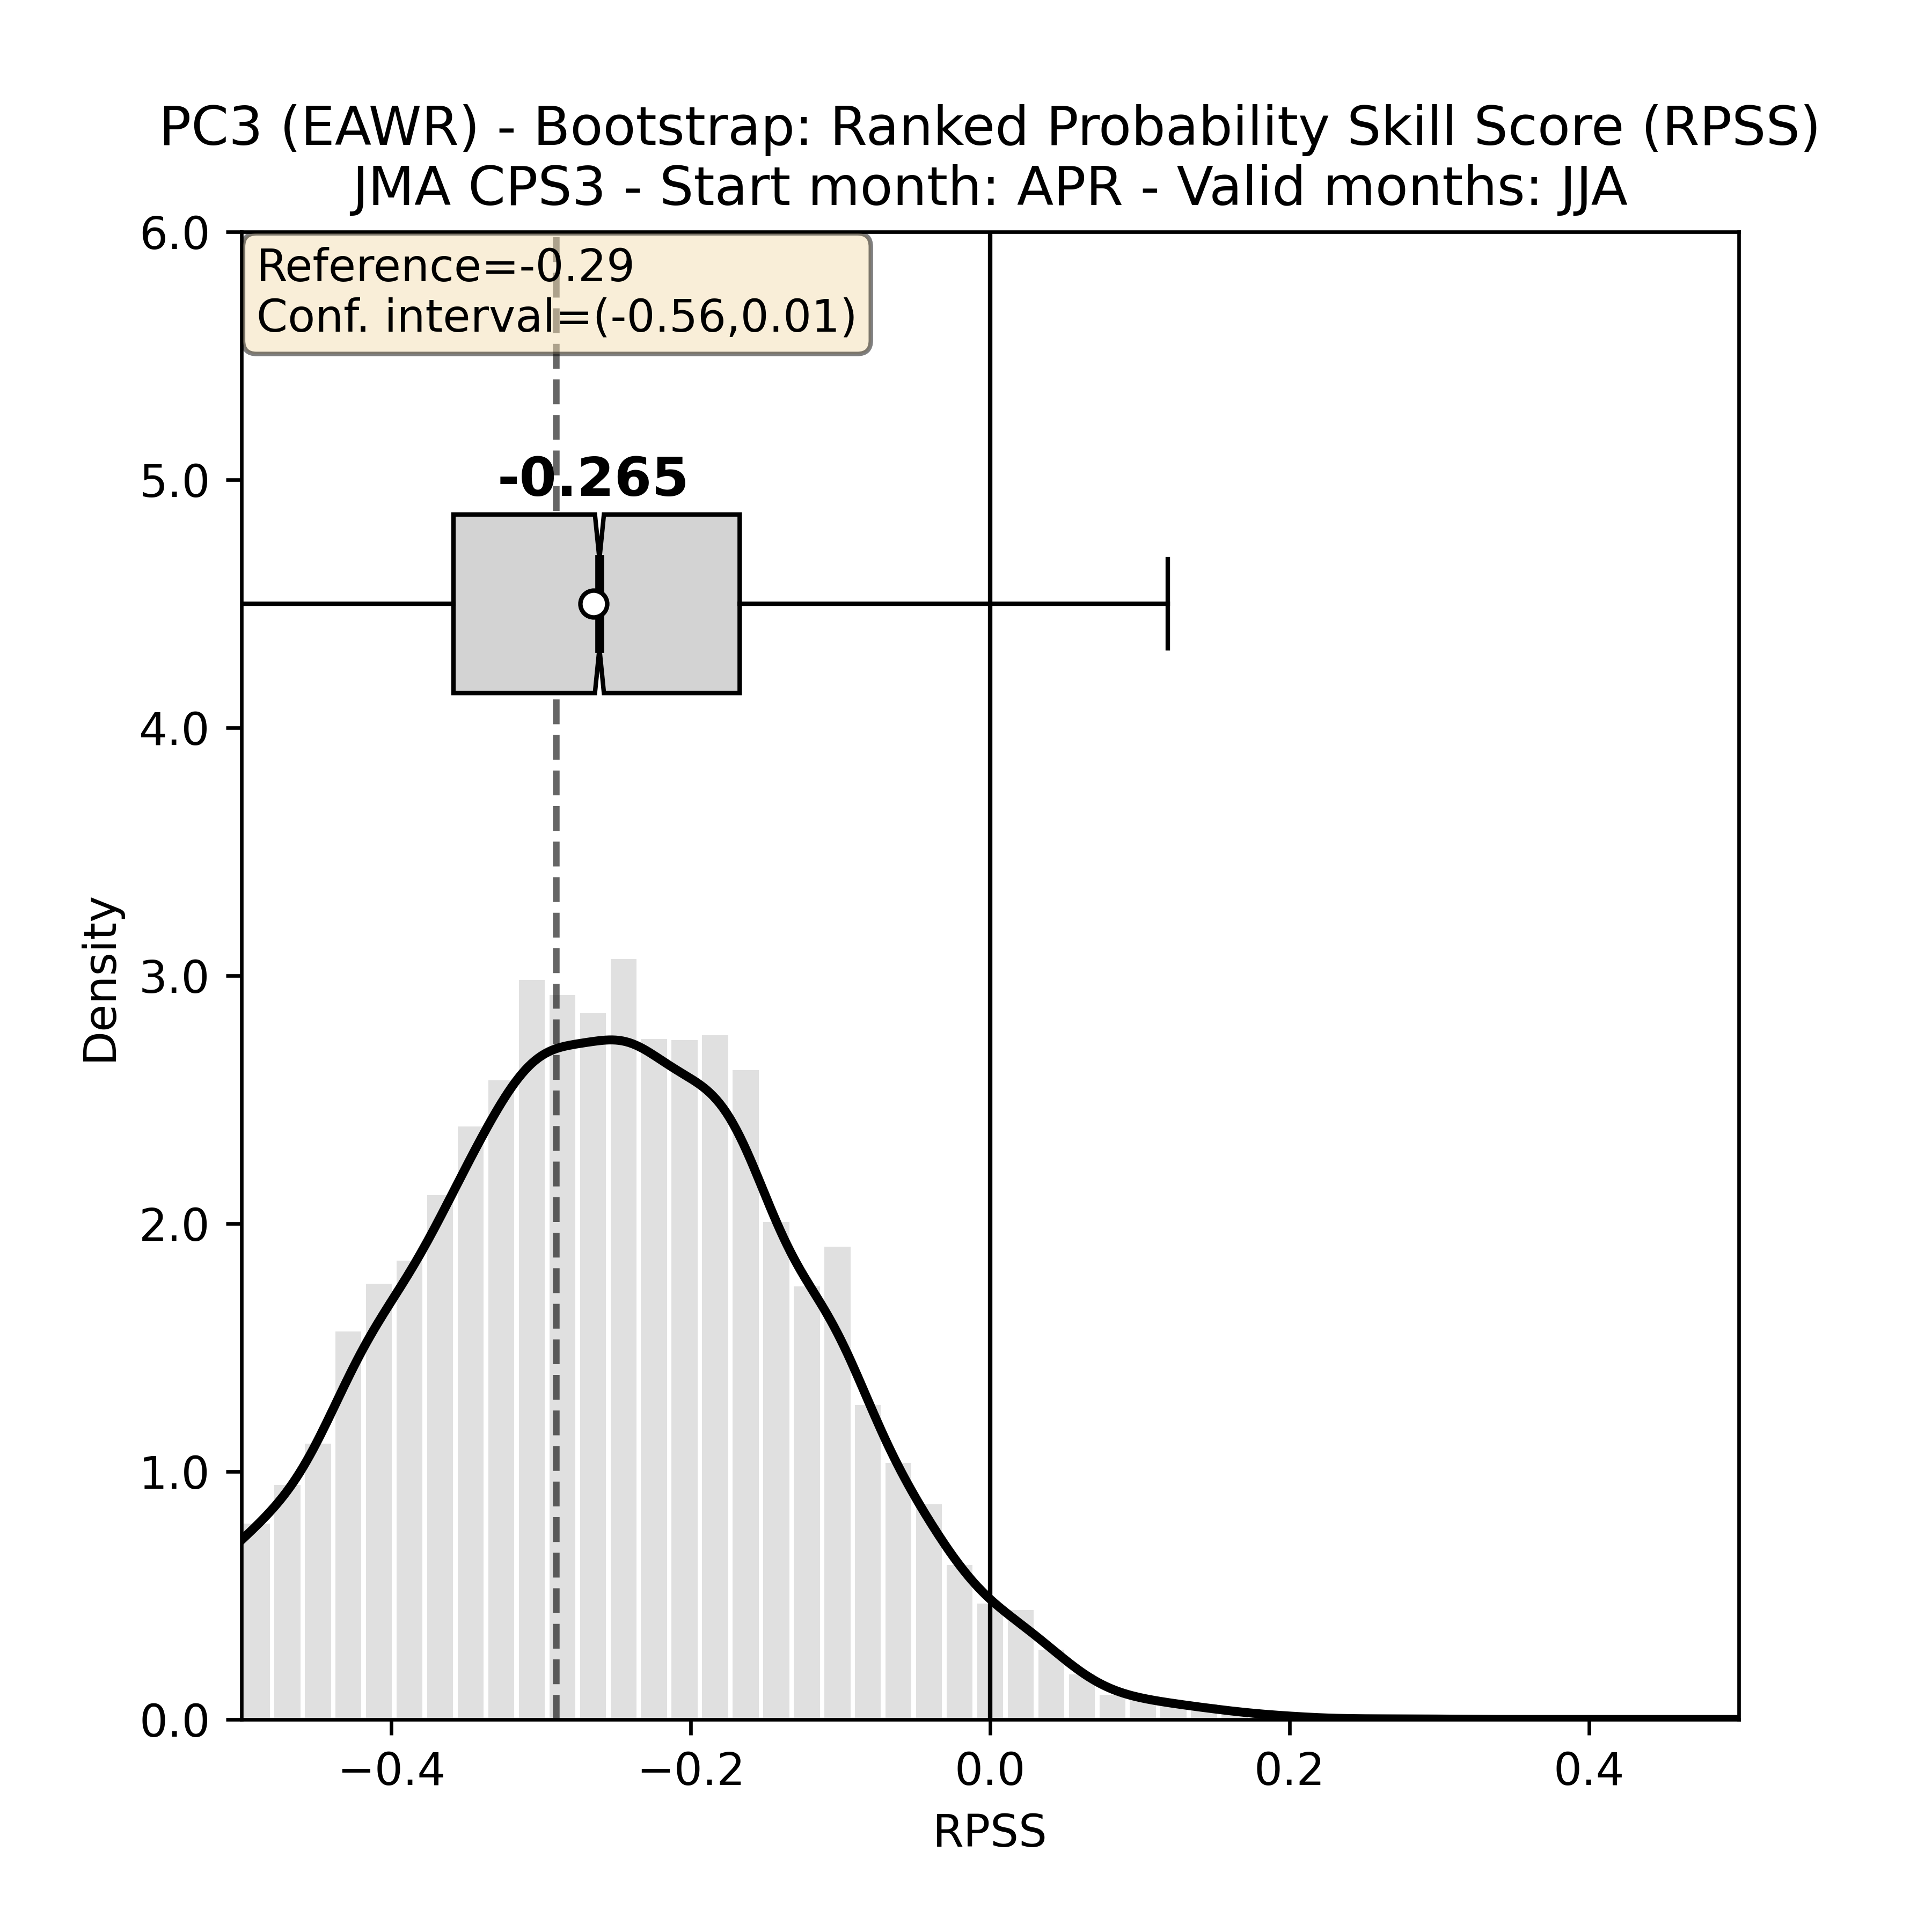 PC3 (EAWR) - Bootstrap: Ranked Probability Skill Score (RPSS)
JMA CPS3 - Start month: APR - Valid months: JJA
6.0
Reference=-0.29
Conf. interval=(-0.56,0.01)
-0.265
5.0
4.0
3.0
2.0
1.0
0.0
Density
−0.4
−0.2
0.0
0.2
0.4
RPSS